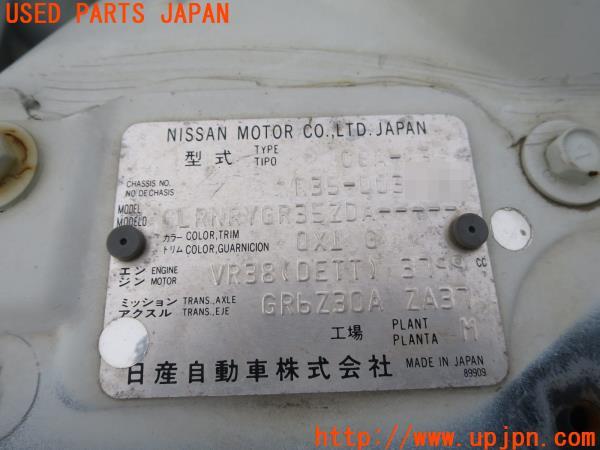 USED PARTS JAPAN
NISSAN MOTOR CO.,LTD.JAPAN
型式 TYPE
TIPO
CHASSIS NO.
NO DE CHASIS R35-003
MODEL
MODELO RNRYGR35ZDA-----
カラー COLOR,TRIM
トリム COLOR,GUARNICION QX1 G
エンジン ENGINE
MOTOR VR38(DETT) 3799 CC
ミッション TRANS.,AXLE
アクスル TRANS.,EJE GR6Z30A ZA37
工場 PLANT
PLANTA M
日産自動車株式会社 MADE IN JAPAN
89909
USED PARTS JAPAN
http://www.upjpn.com